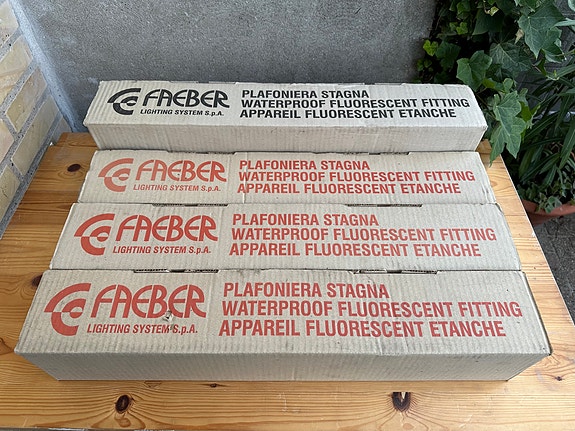 FAEBER
LIGHTING SYSTEM S.p.A.
PLAFONIERA STAGNA
WATERPROOF FLUORESCENT FITTING
APPAREIL FLUORESCENT ETANCHE
FAEBER
LIGHTING SYSTEM S.p.A.
PLAFONIERA STAGNA
WATERPROOF FLUORESCENT FITTING
APPAREIL FLUORESCENT ETANCHE
FAEBER
LIGHTING SYSTEM S.p.A.
PLAFONIERA STAGNA
WATERPROOF FLUORESCENT FITTING
APPAREIL FLUORESCENT ETANCHE
FAEBER
LIGHTING SYSTEM S.p.A.
PLAFONIERA STAGNA
WATERPROOF FLUORESCENT FITTING
APPAREIL FLUORESCENT ETANCHE